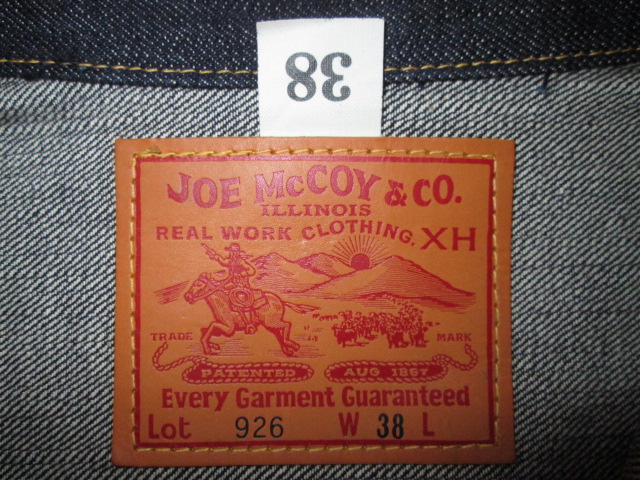 38
JOE McCOY & CO.
ILLINOIS
REAL WORK CLOTHING, XH
TRADE MARK
PATENTED AUG 1867
Every Garment Guaranteed
Lot 926 W 38 L